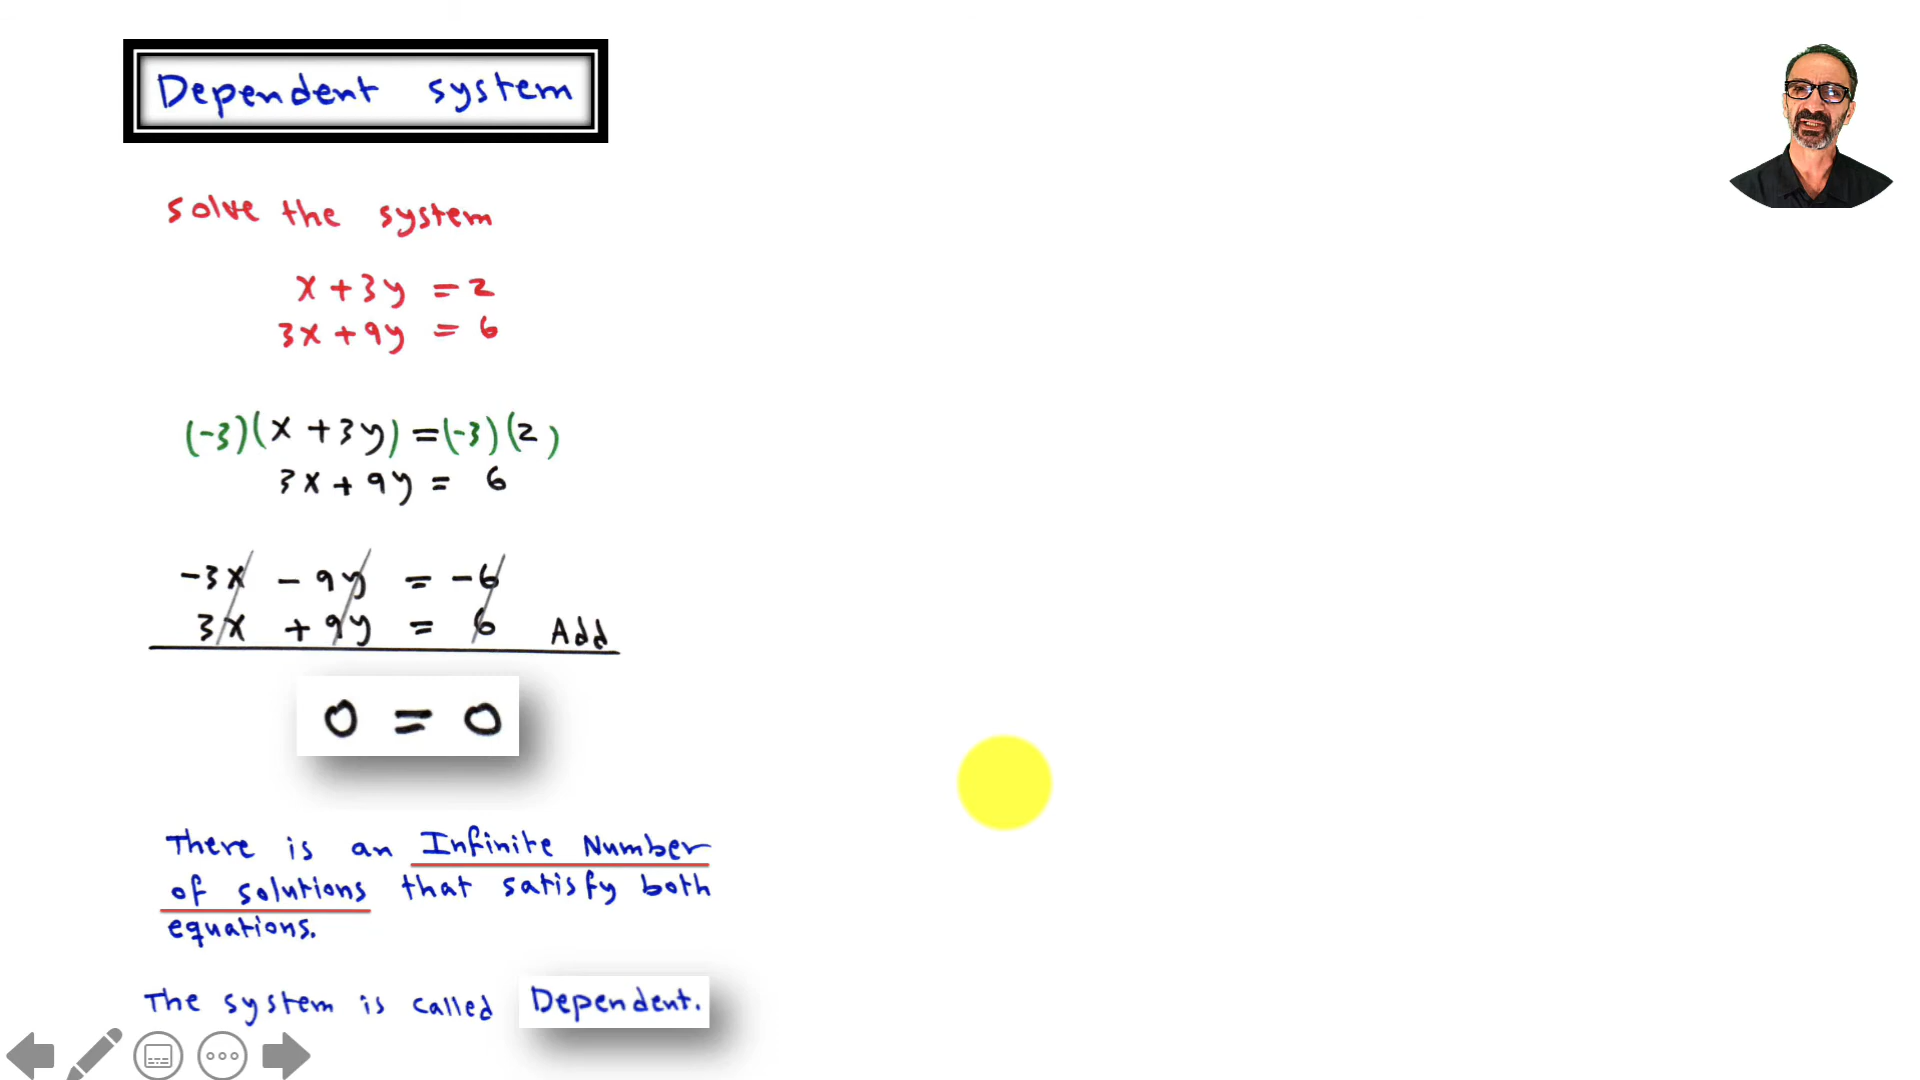 Dependent system
Solve the system
x + 3y = 2
3x + 9y = 6
(-3)(x + 3y) = (-3)(2)
3x + 9y = 6
-3x - 9y = -6
3x + 9y = 6 Add
0 = 0
There is an Infinite Number
of solutions that satisfy both
equations.
The system is called Dependent.